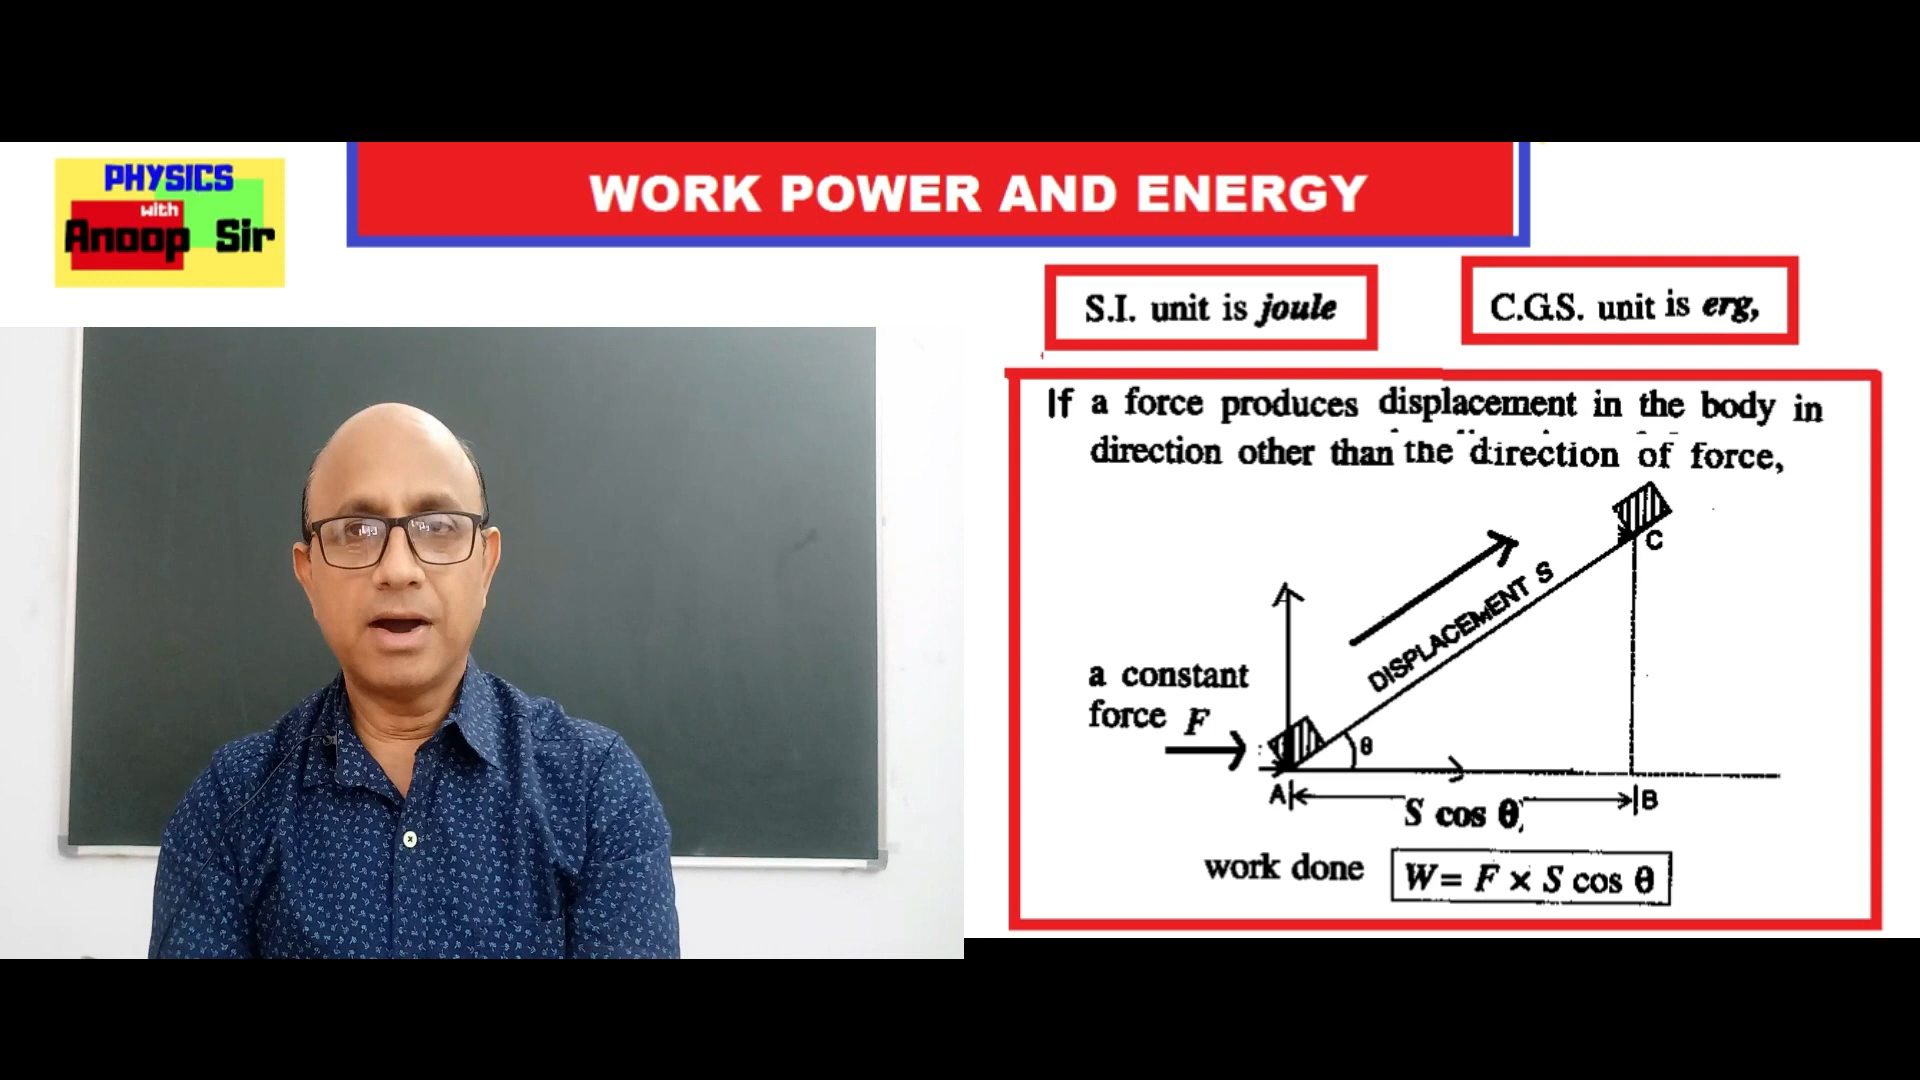 PHYSICS
with
Anoop Sir
WORK POWER AND ENERGY
S.I. unit is joule
C.G.S. unit is erg,
If a force produces displacement in the body in
direction other than the direction of force,
C
DISPLACEMENT S
a constant
force F
θ
A
B
S cos θ,
work done W = F × S cos θ